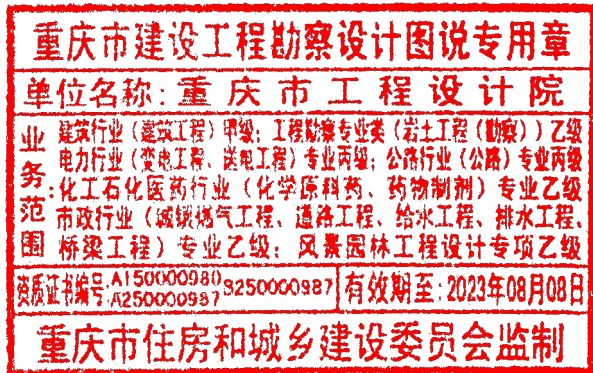 重庆市建设工程勘察设计图说专用章
单位名称:重庆市工程设计院
业务范围:
建筑行业（建筑工程）甲级；工程勘察专业类（岩土工程（勘察））乙级
电力行业（变电工程、送电工程）专业丙级；公路行业（公路）专业丙级
化工石化医药行业（化学原料药、药物制剂）专业乙级
市政行业（城镇燃气工程、道路工程、给水工程、排水工程、
桥梁工程）专业乙级；风景园林工程设计专项乙级
资质证书编号:A150000980 S250000987
A250000987
有效期至:2023年08月08日
重庆市住房和城乡建设委员会监制